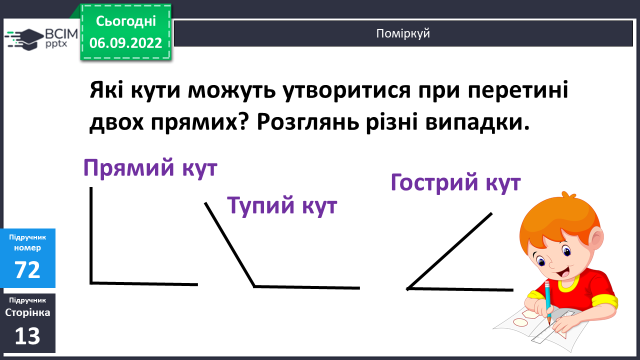 ВСІМ
pptx
Сьогодні
06.09.2022
Поміркуй
Які кути можуть утворитися при перетині
двох прямих? Розглянь різні випадки.
Прямий кут
Тупий кут
Гострий кут
Підручник
номер
72
Підручник
Сторінка
13